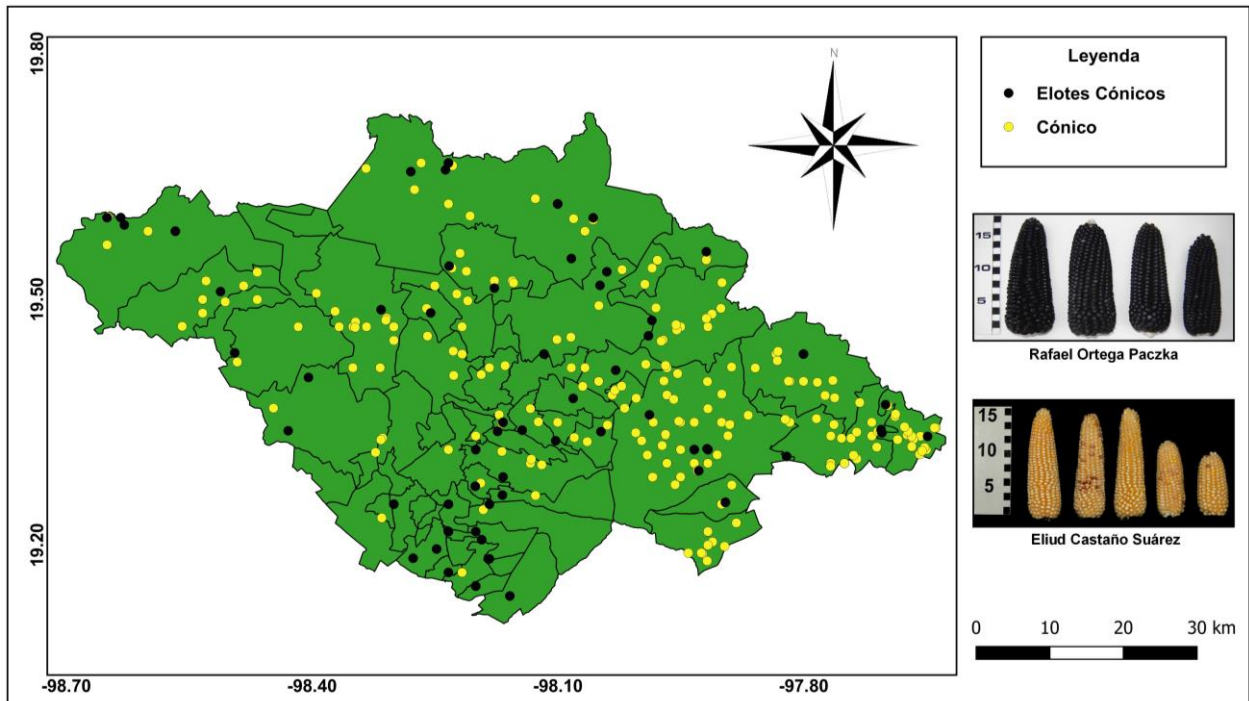 19.80
19.50
19.20
-98.70
-98.40
-98.10
-97.80
N
Leyenda
Elotes Cónicos
Cónico
15
10
5
Rafael Ortega Paczka
15
10
5
Eliud Castaño Suárez
0 10 20 30 km